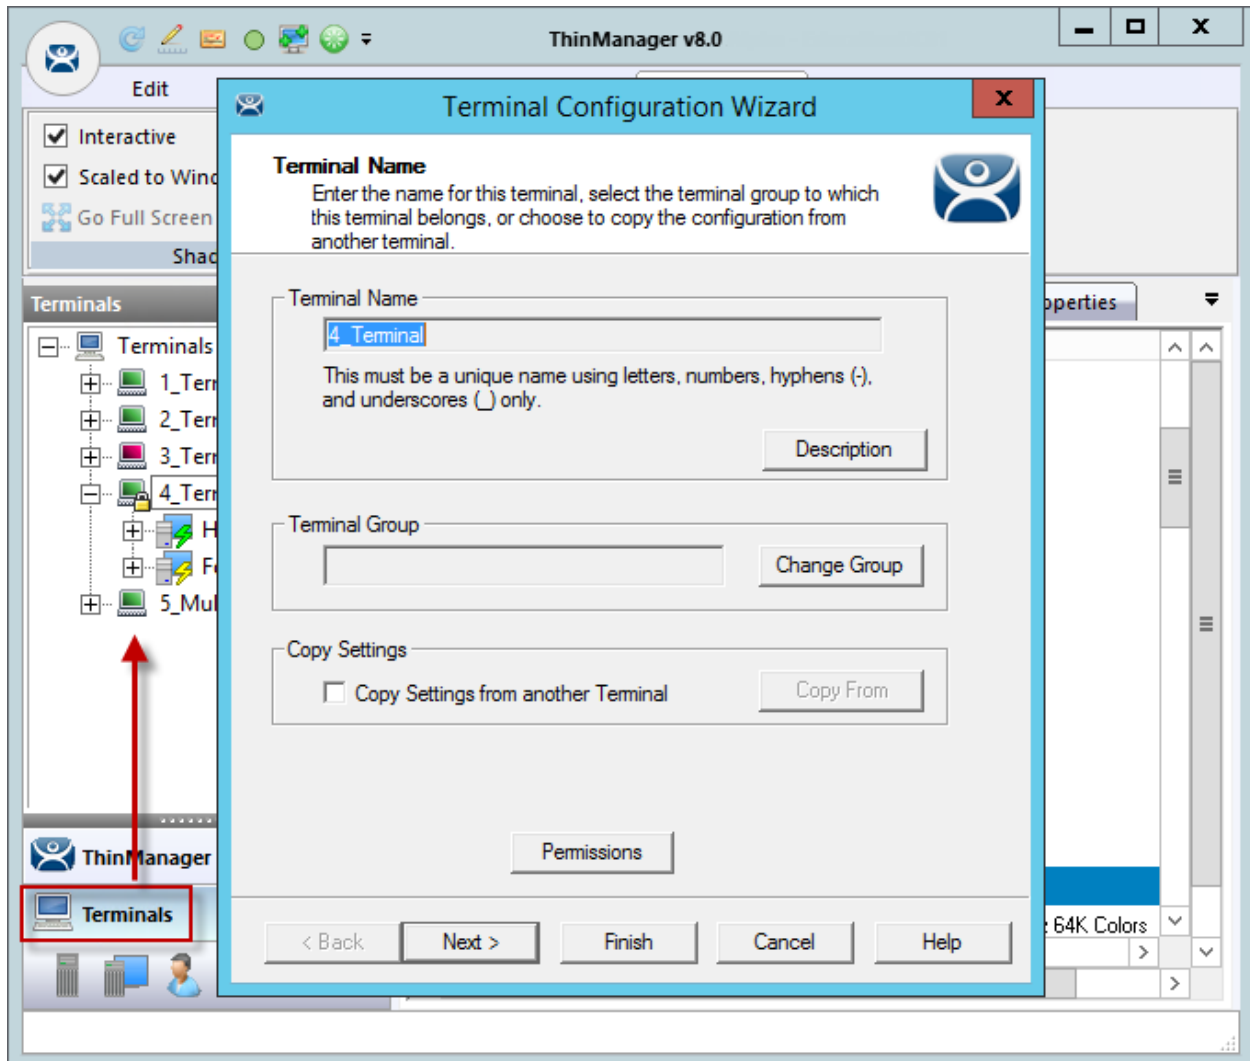 ThinManager v8.0
Edit
Interactive
Scaled to Wind
Go Full Screen
Shad
Terminal Configuration Wizard
Terminal Name
Enter the name for this terminal, select the terminal group to which
this terminal belongs, or choose to copy the configuration from
another terminal.
Terminals
operties
Terminals
1_Terr
2_Terr
3_Terr
4_Terr
H
Fo
5_Mul
Terminal Name
4_Terminal
This must be a unique name using letters, numbers, hyphens (-),
and underscores (_) only.
Description
Terminal Group
Change Group
Copy Settings
Copy Settings from another Terminal
Copy From
Permissions
ThinManager
Terminals
64K Colors
< Back
Next >
Finish
Cancel
Help